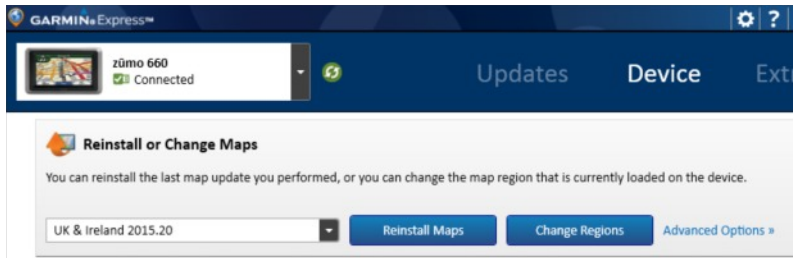 GARMIN. Express™
?
zūmo 660
Connected
Updates
Device
Extr
Reinstall or Change Maps
You can reinstall the last map update you performed, or you can change the map region that is currently loaded on the device.
UK & Ireland 2015.20
Reinstall Maps
Change Regions
Advanced Options »